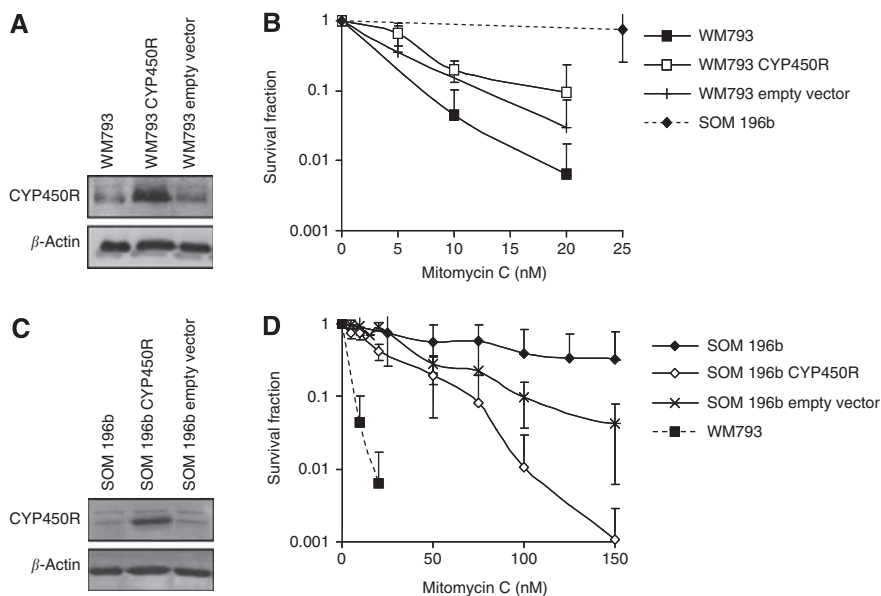 A
WM793
WM793 CYP450R
WM793 empty vector
CYP450R
β-Actin
B
Survival fraction
1
0.1
0.01
0.001
0
5
10
15
20
25
Mitomycin C (nM)
WM793
WM793 CYP450R
WM793 empty vector
SOM 196b
C
SOM 196b
SOM 196b CYP450R
SOM 196b empty vector
CYP450R
β-Actin
D
Survival fraction
1
0.1
0.01
0.001
0
50
100
150
Mitomycin C (nM)
SOM 196b
SOM 196b CYP450R
SOM 196b empty vector
WM793